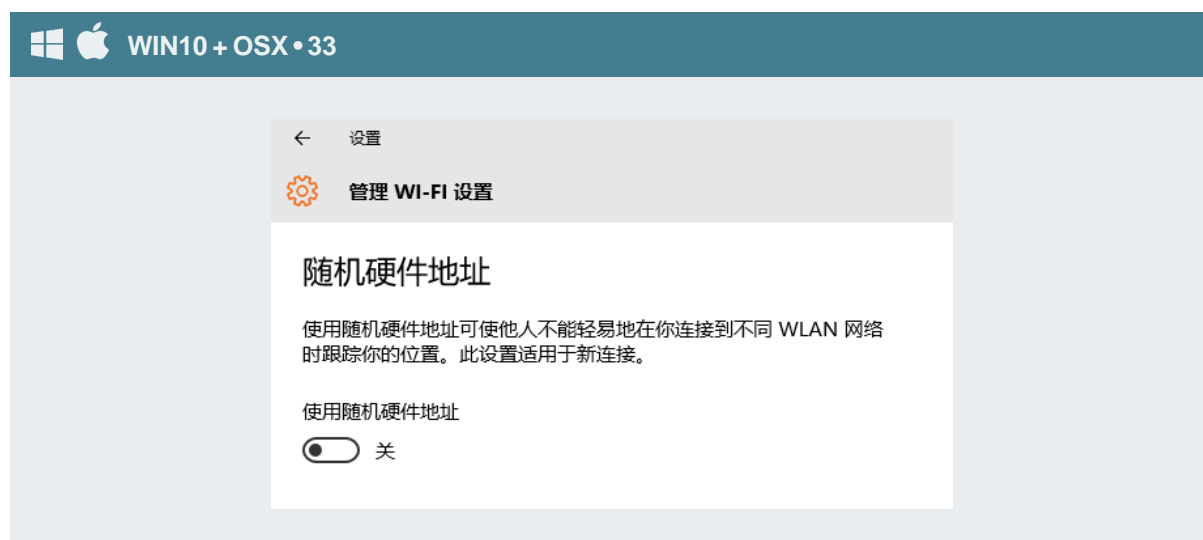 WIN10 + OSX • 33
设置
管理 WI-FI 设置
随机硬件地址
使用随机硬件地址可使他人不能轻易地在你连接到不同 WLAN 网络
时跟踪你的位置。此设置适用于新连接。
使用随机硬件地址
关